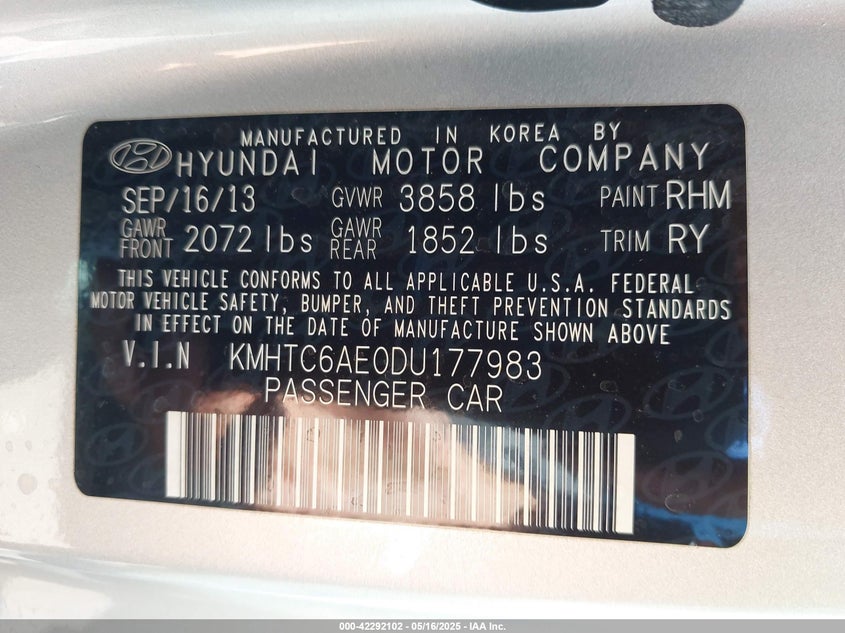 MANUFACTURED IN KOREA BY
HYUNDAI MOTOR COMPANY
SEP/16/13 GVWR 3858 lbs PAINT RHM
GAWR FRONT 2072 lbs GAWR REAR 1852 lbs TRIM RY
THIS VEHICLE CONFORMS TO ALL APPLICABLE U.S.A. FEDERAL
MOTOR VEHICLE SAFETY, BUMPER, AND THEFT PREVENTION STANDARDS
IN EFFECT ON THE DATE OF MANUFACTURE SHOWN ABOVE
V.I.N KMHTC6AE0DU177983
PASSENGER CAR
000-42292102 - 05/16/2025 - IAA Inc.